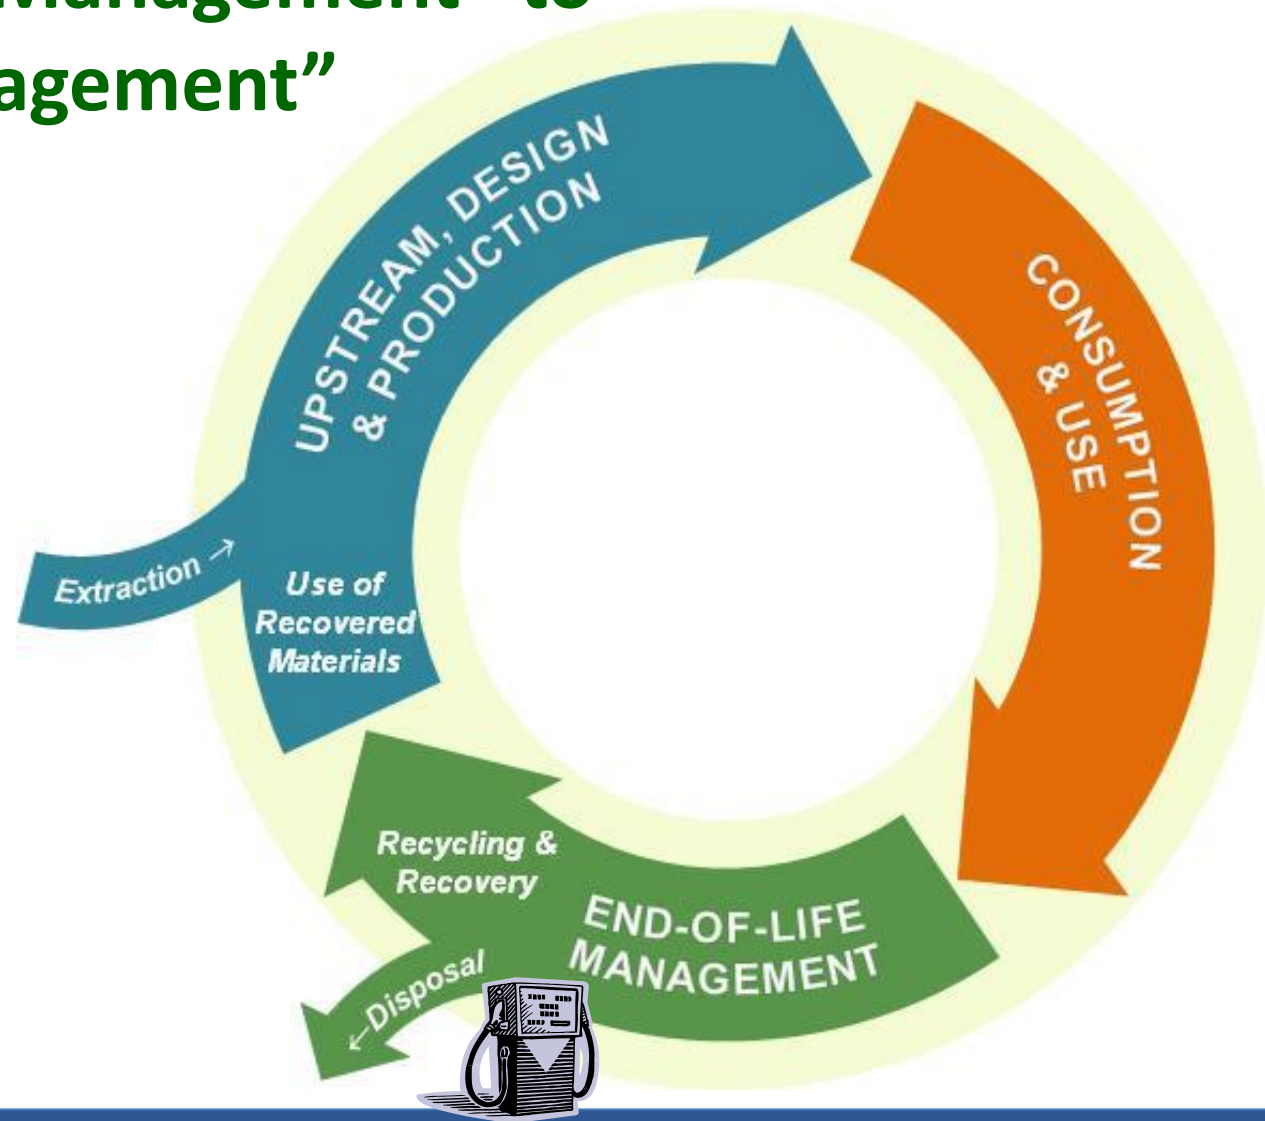 agement”
UPSTREAM, DESIGN
& PRODUCTION
CONSUMPTION
& USE
Extraction →
Use of
Recovered
Materials
Recycling &
Recovery
END-OF-LIFE
MANAGEMENT
←Disposal